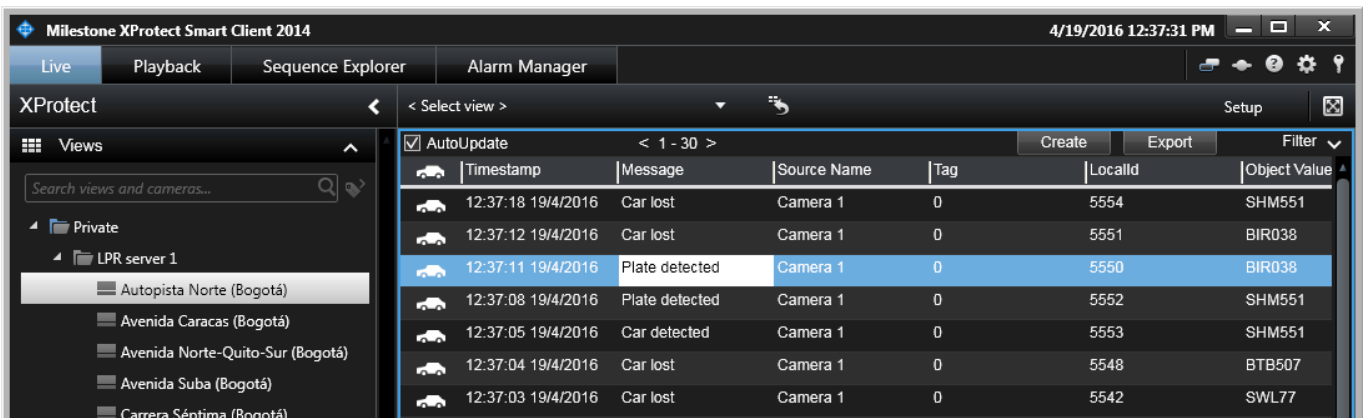 Milestone XProtect Smart Client 2014 4/19/2016 12:37:31 PM
Live Playback Sequence Explorer Alarm Manager
XProtect < Select view > Setup
Views
AutoUpdate < 1 - 30 > Create Export Filter
Search views and cameras...
Timestamp Message Source Name Tag LocalId Object Value
12:37:18 19/4/2016 Car lost Camera 1 0 5554 SHM551
Private
12:37:12 19/4/2016 Car lost Camera 1 0 5551 BIR038
LPR server 1
12:37:11 19/4/2016 Plate detected Camera 1 0 5550 BIR038
Autopista Norte (Bogotá)
12:37:08 19/4/2016 Plate detected Camera 1 0 5552 SHM551
Avenida Caracas (Bogotá)
12:37:05 19/4/2016 Car detected Camera 1 0 5553 SHM551
Avenida Norte-Quito-Sur (Bogotá)
12:37:04 19/4/2016 Car lost Camera 1 0 5548 BTB507
Avenida Suba (Bogotá)
12:37:03 19/4/2016 Car lost Camera 1 0 5542 SWL77
Carrera Séptima (Bogotá)